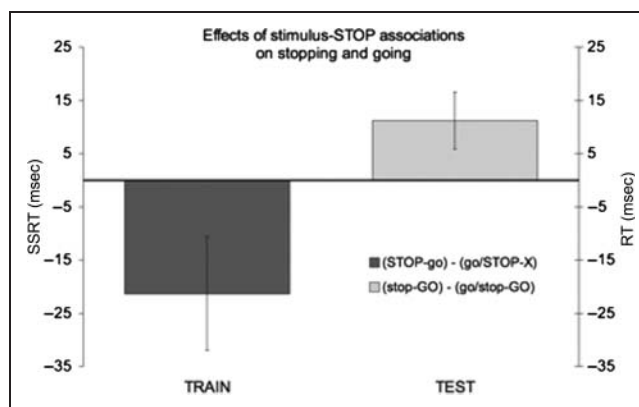 Effects of stimulus-STOP associations
on stopping and going
25
15
5
−5
−15
−25
−35
SSRT (msec)
25
15
5
−5
−15
−25
−35
RT (msec)
(STOP-go) - (go/STOP-X)
(stop-GO) - (go/stop-GO)
TRAIN
TEST